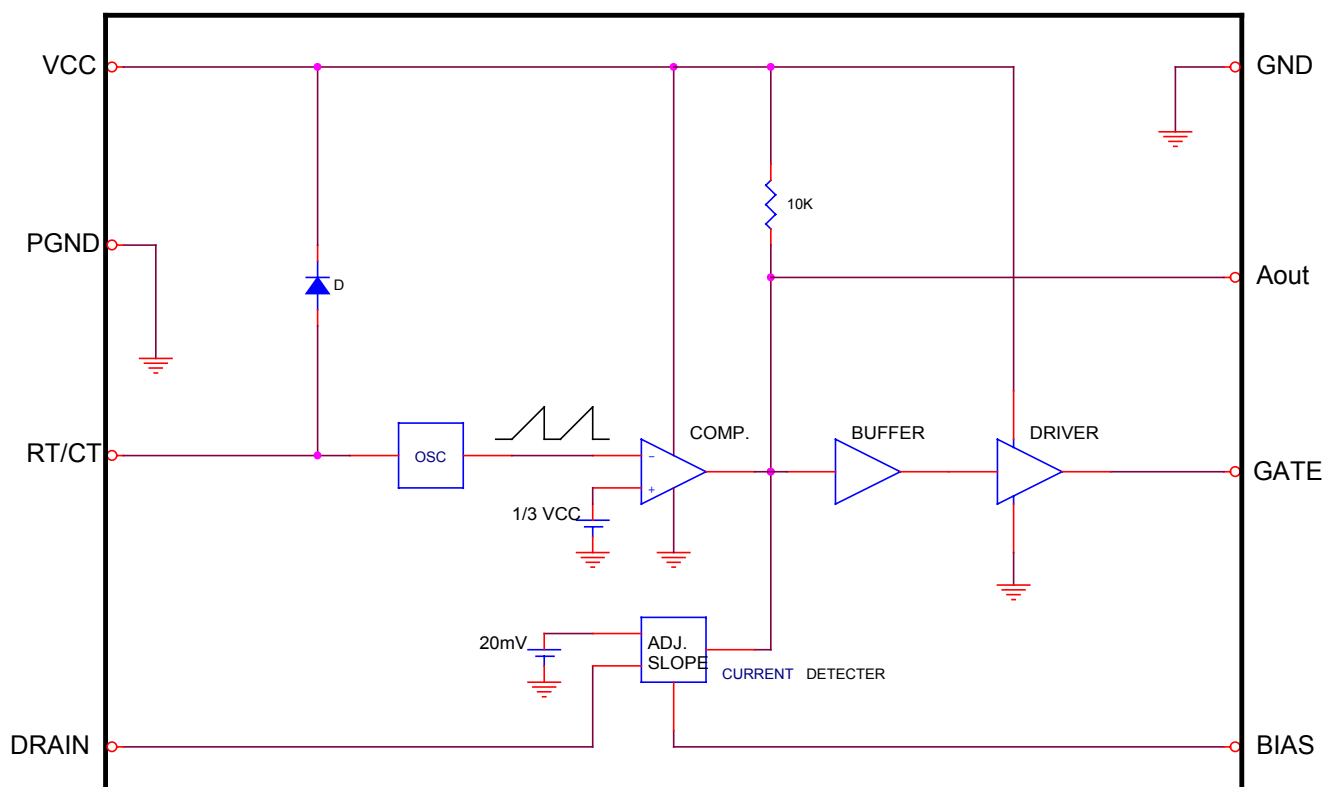 VCC
GND
10K
PGND
Aout
D
RT/CT
OSC
COMP.
BUFFER
DRIVER
−
+
GATE
1/3 VCC
20mV
ADJ.
SLOPE
CURRENT DETECTER
DRAIN
BIAS